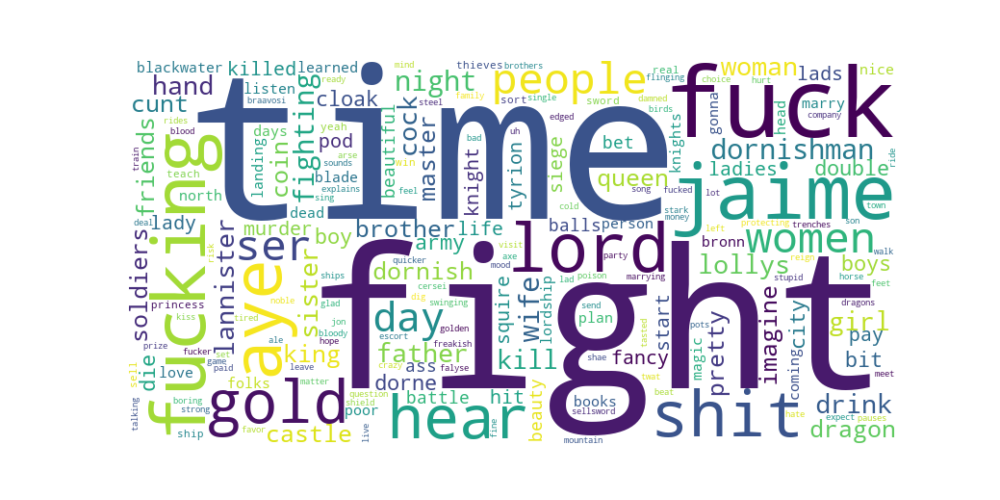 time
fight
fuck
jaime
fucking
lord
shit
gold
hear
aye
ser
women
people
day
night
king
kill
wife
hand
cunt
killed
learned
blackwater
listen
cloak
cock
master
knight
tyrion
siege
queen
bet
woman
lads
nice
dornishman
ladies
double
marry
company
head
gonna
knights
thieves
brothers
mind
ready
sort
single
sword
real
flinging
damned
choice
hurt
birds
steel
family
braavosi
rides
blood
train
teach
friends
north
coin
days
landing
fighting
yeah
pod
arse
sounds
blade
explains
sing
beautiful
win
feel
bad
uh
edged
song
cold
fucked
lot
stark
money
town
ride
son
walk
trenches
protecting
left
bronn
lollys
boys
balls
person
life
brother
army
dornish
boy
murder
dead
lady
deal
risk
soldiers
lannister
sister
princess
kiss
noble
tired
ships
glad
jon
bloody
hope
cersei
quicker
visit
axe
mood
party
dig
swinging
golden
escort
freakish
crazy
falyse
father
squire
lordship
lad
poison
plan
send
start
tasted
pots
shae
fancy
pretty
magic
imagine
city
coming
reign
stupid
horse
dragons
feet
girl
pay
bit
meet
drink
dragon
expect
pauses
hate
beat
twat
books
sellsword
mountain
beauty
fine
hit
battle
ass
dorne
poor
question
shield
matter
leave
live
castle
favor
folks
set
paid
game
fucker
ale
prize
die
love
boring
strong
ship
sell
talking